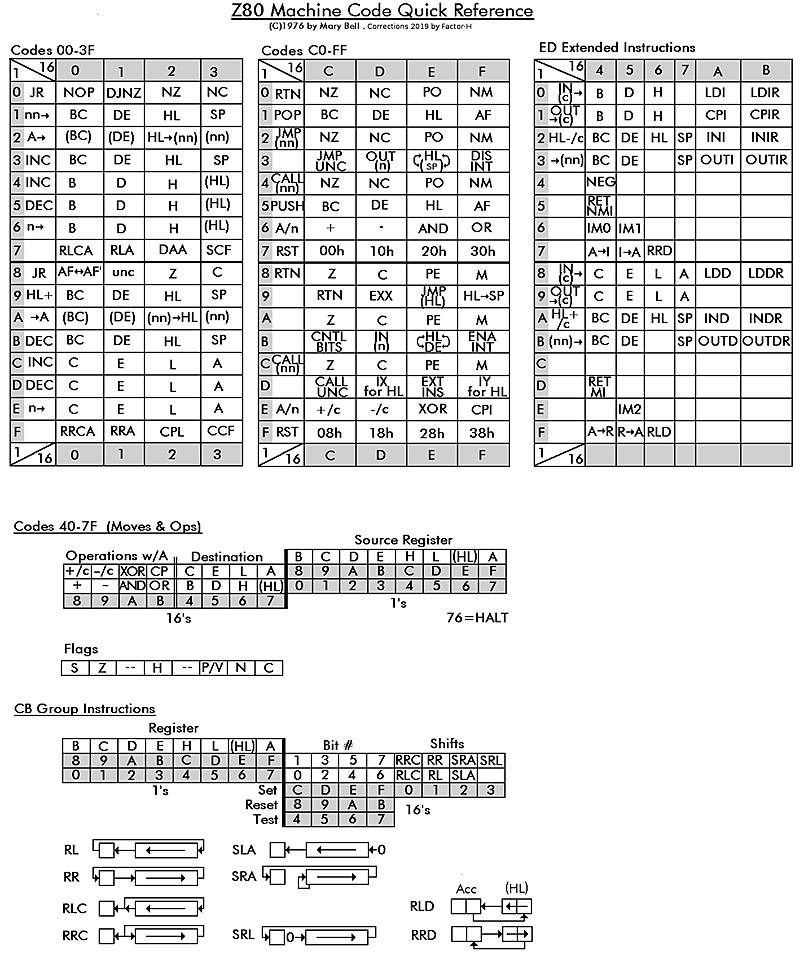 Z80 Machine Code Quick Reference
(C)1976 by Mary Bell , Corrections 2019 by Factor-H
Codes 00-3F
1 16 0 1 2 3
0 JR NOP DJNZ NZ NC
1 nn→ BC DE HL SP
2 A→ (BC) (DE) HL→(nn) (nn)
3 INC BC DE HL SP
4 INC B D H (HL)
5 DEC B D H (HL)
6 n→ B D H (HL)
7 RLCA RLA DAA SCF
8 JR AF↔AF' unc Z C
9 HL+ BC DE HL SP
A →A (BC) (DE) (nn)→HL (nn)
B DEC BC DE HL SP
C INC C E L A
D DEC C E L A
E n→ C E L A
F RRCA RRA CPL CCF
1 16 0 1 2 3
Codes C0-FF
1 16 C D E F
0 RTN NZ NC PO NM
1 POP BC DE HL AF
2 JMP (nn) NZ NC PO NM
3 JMP UNC OUT (n) HL (SP) DIS INT
4 CALL (nn) NZ NC PO NM
5 PUSH BC DE HL AF
6 A/n + - AND OR
7 RST 00h 10h 20h 30h
8 RTN Z C PE M
9 RTN EXX JMP (HL) HL→SP
A Z C PE M
B CNTL BITS IN (n) HL DE ENA INT
C CALL (nn) Z C PE M
D CALL UNC IX for HL EXT INS IY for HL
E A/n +/c -/c XOR CPI
F RST 08h 18h 28h 38h
1 16 C D E F
ED Extended Instructions
1 16 4 5 6 7 A B
0 IN (c)→ B D H LDI LDIR
1 OUT →(c) B D H CPI CPIR
2 HL-/c BC DE HL SP INI INIR
3 →(nn) BC DE SP OUTI OUTIR
4 NEG
5 RET NMI
6 IM0 IM1
7 A→I I→A RRD
8 IN (c)→ C E L A LDD LDDR
9 OUT →(c) C E L A
A HL+ /c BC DE HL SP IND INDR
B (nn)→ BC DE SP OUTD OUTDR
C
D RET MI
E IM2
F A→R R→A RLD
1 16 4 5 6 7 A B
Codes 40-7F (Moves & Ops)
Source Register
Operations w/A Destination B C D E H L (HL) A
+/c -/c XOR CP C E L A 8 9 A B C D E F
+ - AND OR B D H (HL) 0 1 2 3 4 5 6 7
8 9 A B 4 5 6 7 1's
16's 76=HALT
Flags
S Z -- H -- P/V N C
CB Group Instructions
Register
B C D E H L (HL) A Bit # Shifts
8 9 A B C D E F 1 3 5 7 RRC RR SRA SRL
0 1 2 3 4 5 6 7 0 2 4 6 RLC RL SLA
1's Set C D E F 0 1 2 3
Reset 8 9 A B 16's
Test 4 5 6 7
RL SLA 0
RR SRA
Acc (HL)
RLC RLD
RRC SRL 0 RRD